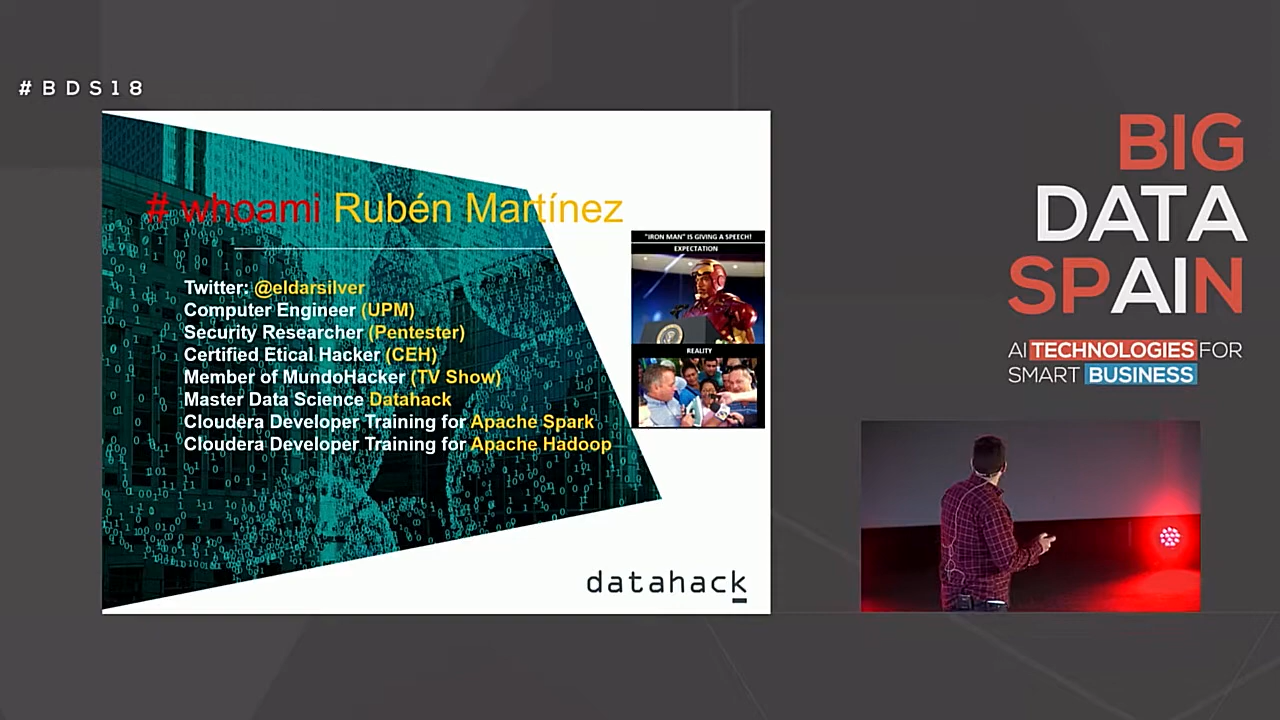 #BDS18
# whoami Rubén Martínez
Twitter: @eldarsilver
Computer Engineer (UPM)
Security Researcher (Pentester)
Certified Etical Hacker (CEH)
Member of MundoHacker (TV Show)
Master Data Science Datahack
Cloudera Developer Training for Apache Spark
Cloudera Developer Training for Apache Hadoop
"IRON MAN" IS GIVING A SPEECH!
EXPECTATION
REALITY
datahack
BIG
DATA
SPAIN
AI TECHNOLOGIES FOR
SMART BUSINESS